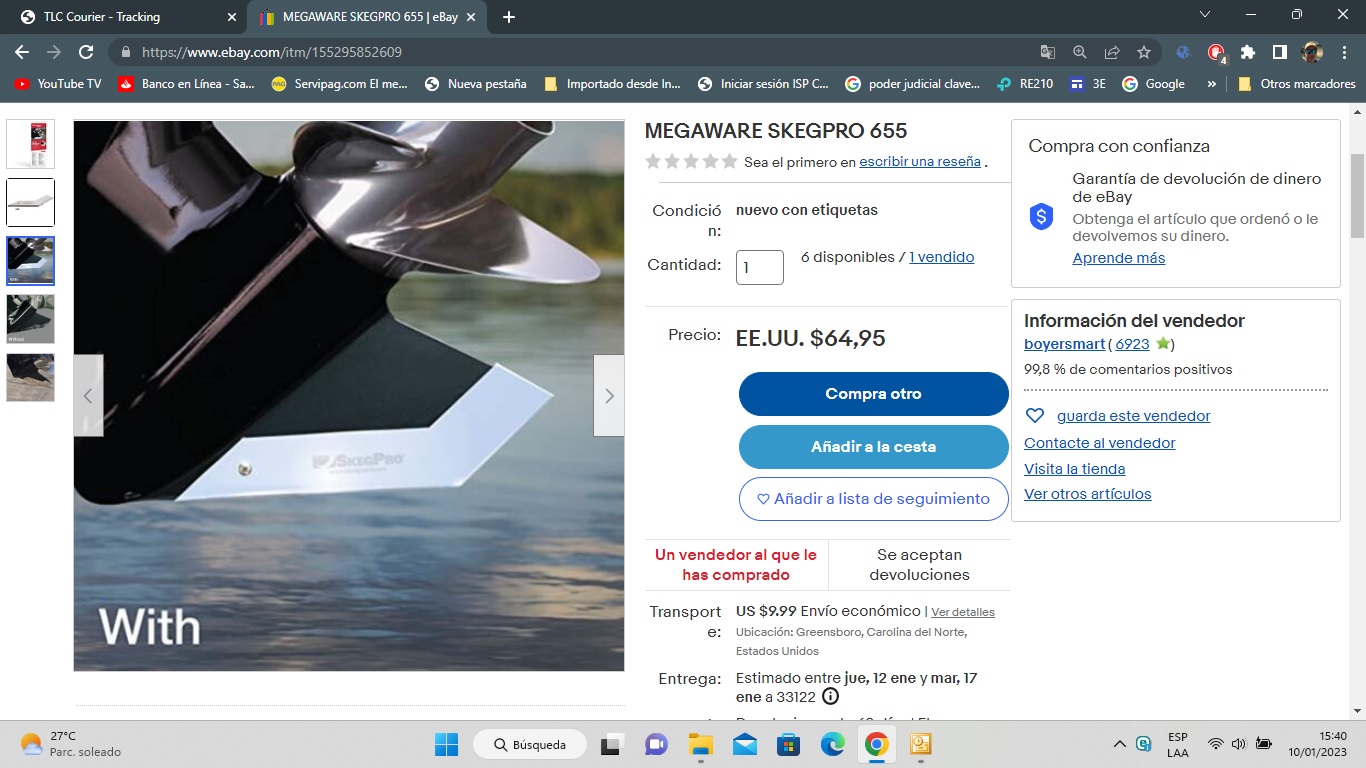 TLC Courier - Tracking
MEGAWARE SKEGPRO 655 | eBay
https://www.ebay.com/itm/155295852609
4
YouTube TV
Banco en Línea - Sa...
Servipag.com El me...
Nueva pestaña
Importado desde In...
Iniciar sesión ISP C...
poder judicial clave...
RE210
3E
Google
»
Otros marcadores
SKEGPRO
With
MEGAWARE SKEGPRO 655
Sea el primero en escribir una reseña .
Condició
n:
nuevo con etiquetas
Cantidad:
1
6 disponibles / 1 vendido
Precio:
EE.UU. $64,95
Compra otro
Añadir a la cesta
Añadir a lista de seguimiento
Un vendedor al que le
has comprado
Se aceptan
devoluciones
Transport
e:
US $9.99 Envío económico | Ver detalles
Ubicación: Greensboro, Carolina del Norte,
Estados Unidos
Entrega:
Estimado entre jue, 12 ene y mar, 17
ene a 33122
Compra con confianza
Garantía de devolución de dinero
de eBay
Obtenga el artículo que ordenó o le
devolvemos su dinero.
Aprende más
Información del vendedor
boyersmart ( 6923 )
99,8 % de comentarios positivos
guarda este vendedor
Contacte al vendedor
Visita la tienda
Ver otros artículos
27°C
Parc. soleado
Búsqueda
ESP
LAA
15:40
10/01/2023